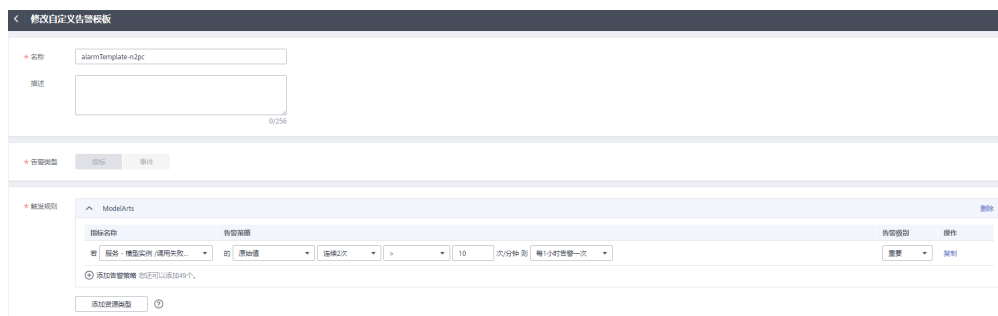 < 修改自定义告警模板
* 名称 alarmTemplate-n2pc
描述
0/256
* 告警类型 指标 事件
* 触发规则 ModelArts 删除
指标名称 告警策略 告警级别 操作
若 服务 - 模型实例 /调用失败... 的 原始值 连续2次 > 10 次/分钟 则 每1小时告警一次 重要 复制
添加告警策略 您还可以添加49个。
添加资源类型 ?